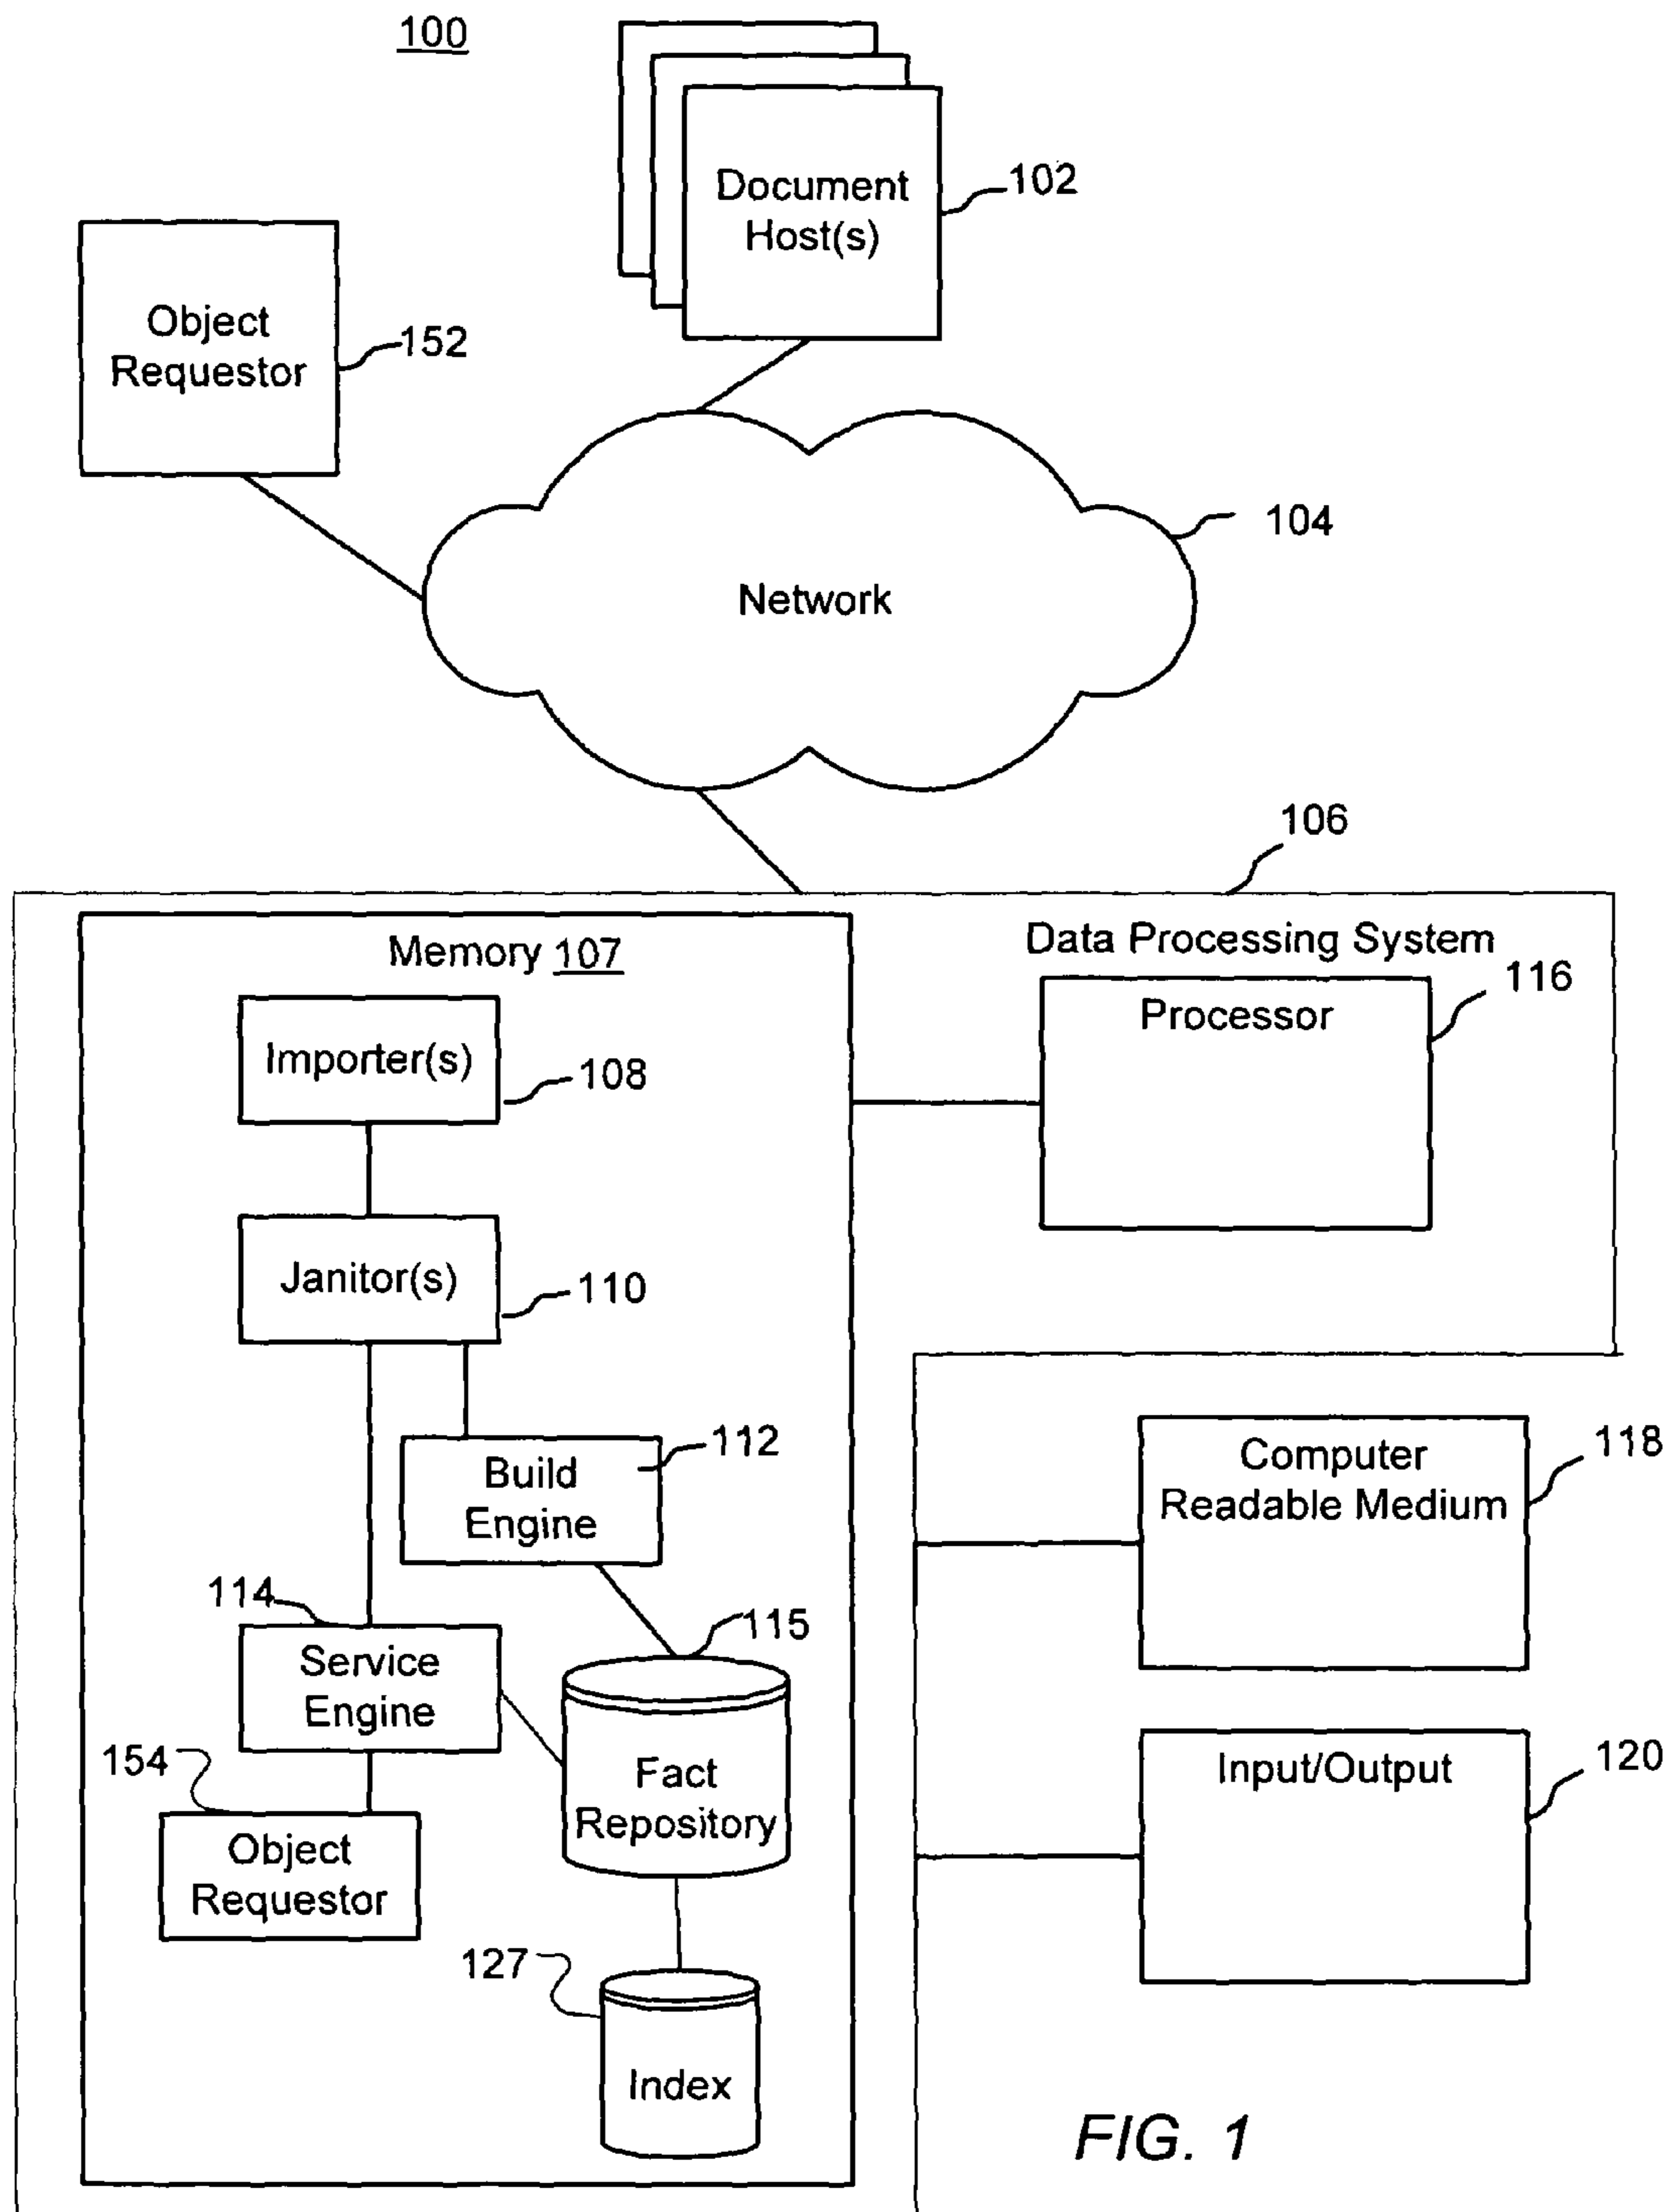 100
Document
Host(s)
102
Object
Requestor
152
104
Network
106
Memory 107
Data Processing System
Processor
116
Importer(s)
108
Janitor(s)
110
Build
Engine
112
Computer
Readable Medium
118
114
Service
Engine
115
Fact
Repository
154
Object
Requestor
Input/Output
120
127
Index
FIG. 1